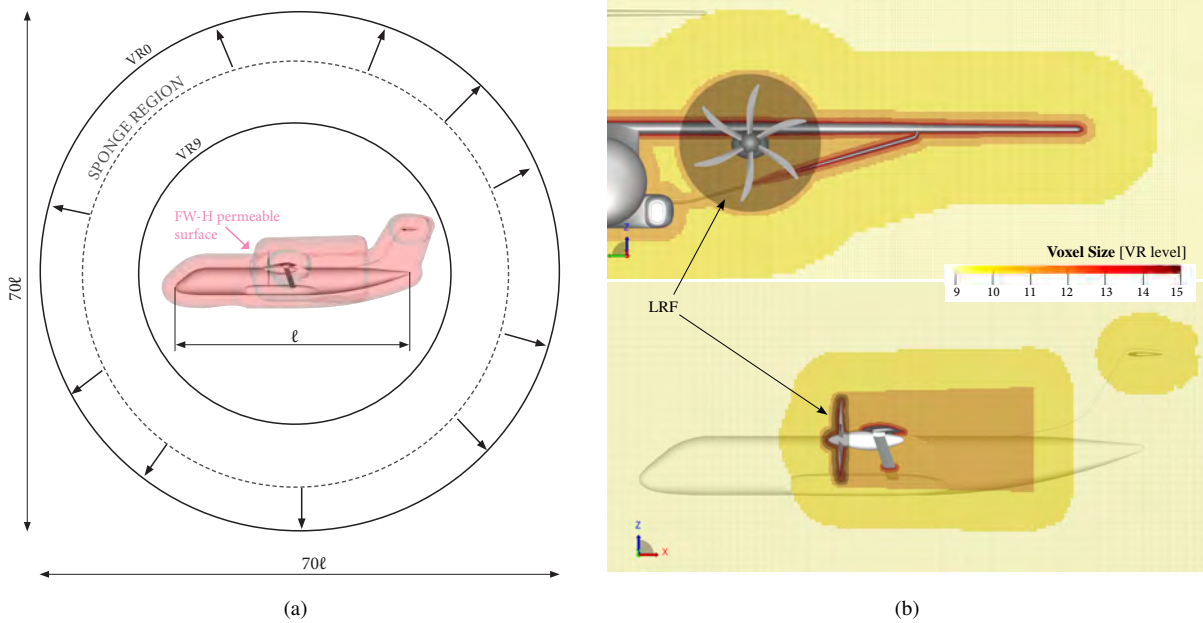 VR0
SPONGE REGION
VR9
FW-H permeable
surface
ℓ
70ℓ
70ℓ
(a)
z
Voxel Size [VR level]
9 10 11 12 13 14 15
LRF
z
x
(b)